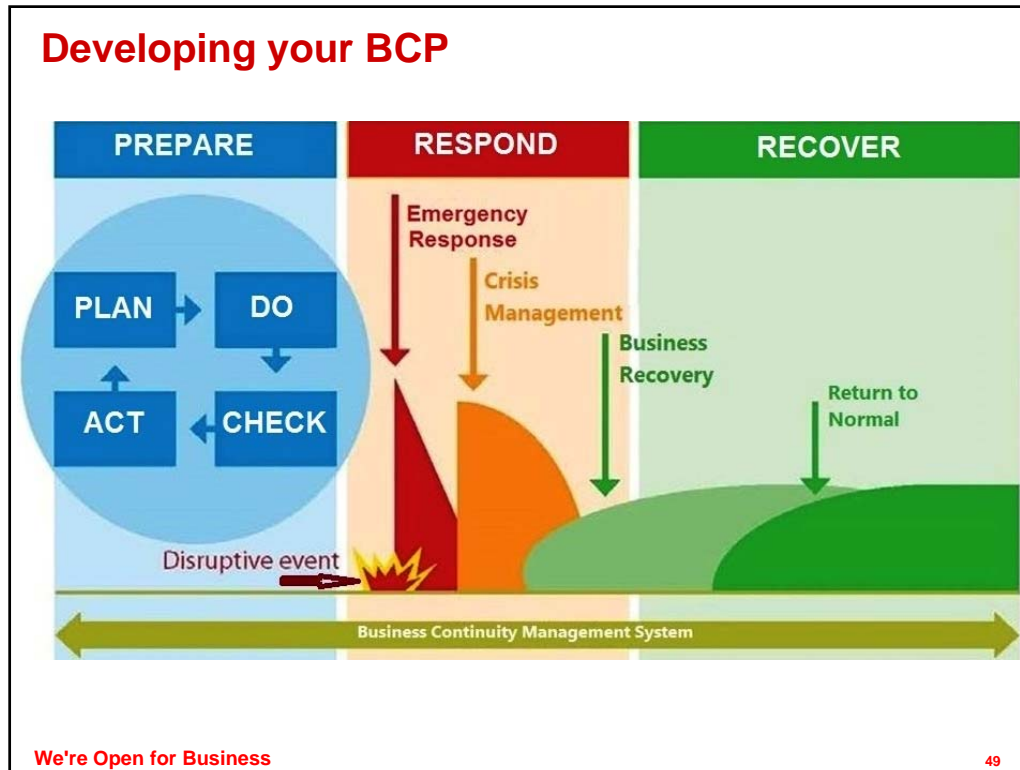 Developing your BCP
PREPARE
RESPOND
RECOVER
PLAN
DO
ACT
CHECK
Disruptive event
Emergency
Response
Crisis
Management
Business
Recovery
Return to
Normal
Business Continuity Management System
We're Open for Business
49